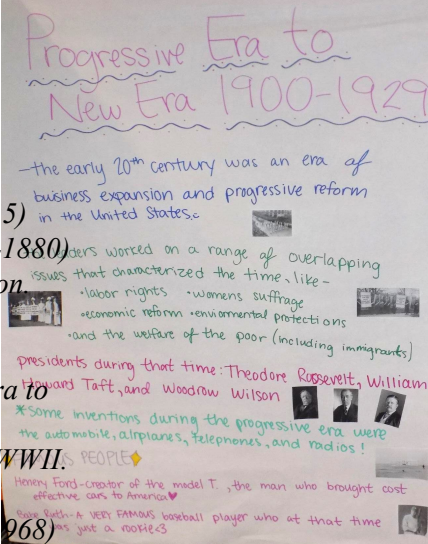 Progressive Era to
New Era 1900-1929
-the early 20th century was an era of
buisness expansion and progressive reform
5) in the United States.
1880) ders worked on a range of overlapping
on. issues that characterized the time, like-
•labor rights •womens suffrage
•economic reform •enviormental protections
•and the welfare of the poor (including immigrants)
presidents during that time: Theodore Roosevelt, William
ra to Howard Taft, and Woodrow Wilson
*Some inventions during the progressive era were
the automobile, airplanes, telephones, and radios!
WWII. PEOPLE
Henery Ford-creator of the model T., the man who brought cost
effective cars to America♥
Babe Ruth-A VERY FAMOUS baseball player who at that time
968) was just a rookie<3